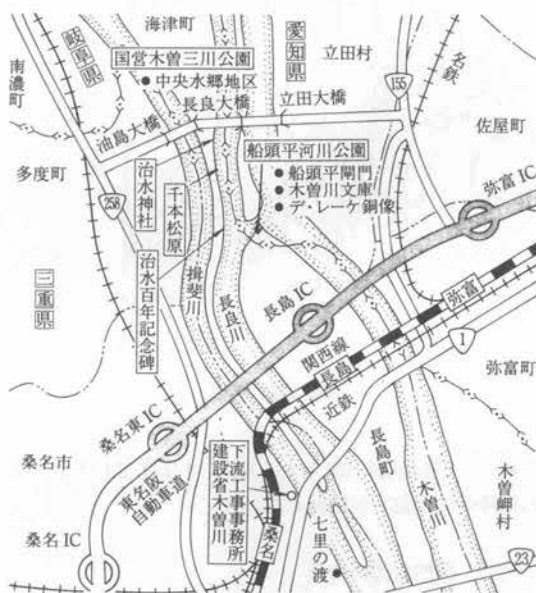 海津町
岐阜県
国営木曽三川公園
中央水郷地区
愛知県
立田村
名鉄
155
南濃町
長良大橋
立田大橋
油島大橋
佐屋町
多度町
船頭平河川公園
船頭平閘門
木曽川文庫
デ・レーケ銅像
258
治水神社
千本松原
弥富IC
治水百年記念碑
揖斐川
三重県
長良川
長島IC
弥富
関西線
長島
1
近鉄
弥富町
桑名東IC
桑名市
東名阪自動車道
建設省木曽川
下流工事事務所
長島町
木曽川
木曽岬村
桑名IC
桑名
七里の渡
23